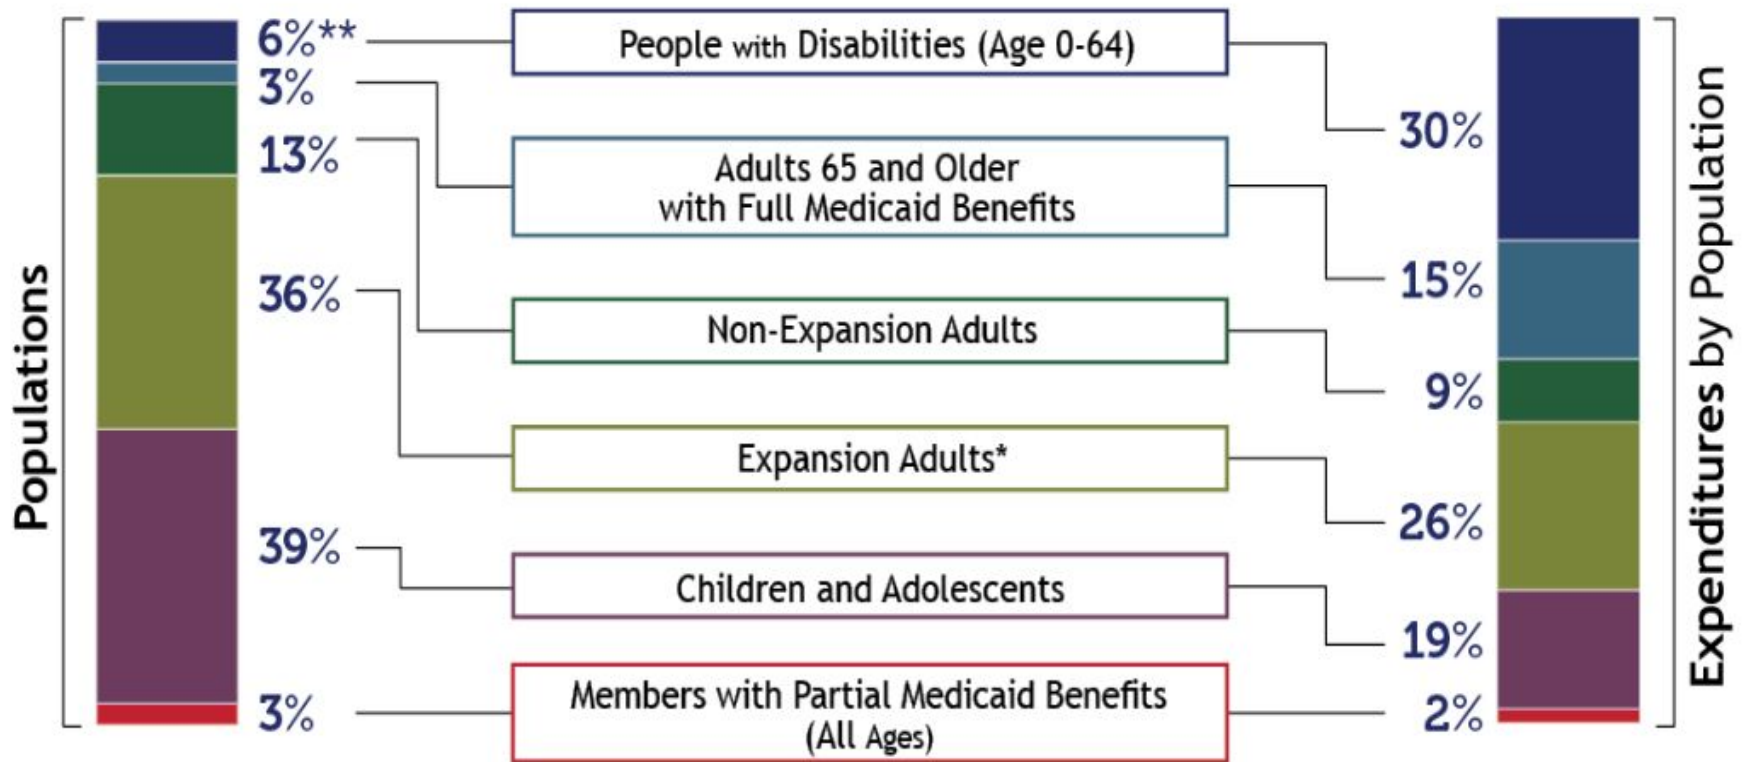 Populations
6%**
3%
13%
36%
39%
3%
People with Disabilities (Age 0-64)
Adults 65 and Older
with Full Medicaid Benefits
Non-Expansion Adults
Expansion Adults*
Children and Adolescents
Members with Partial Medicaid Benefits
(All Ages)
30%
15%
9%
26%
19%
2%
Expenditures by Population